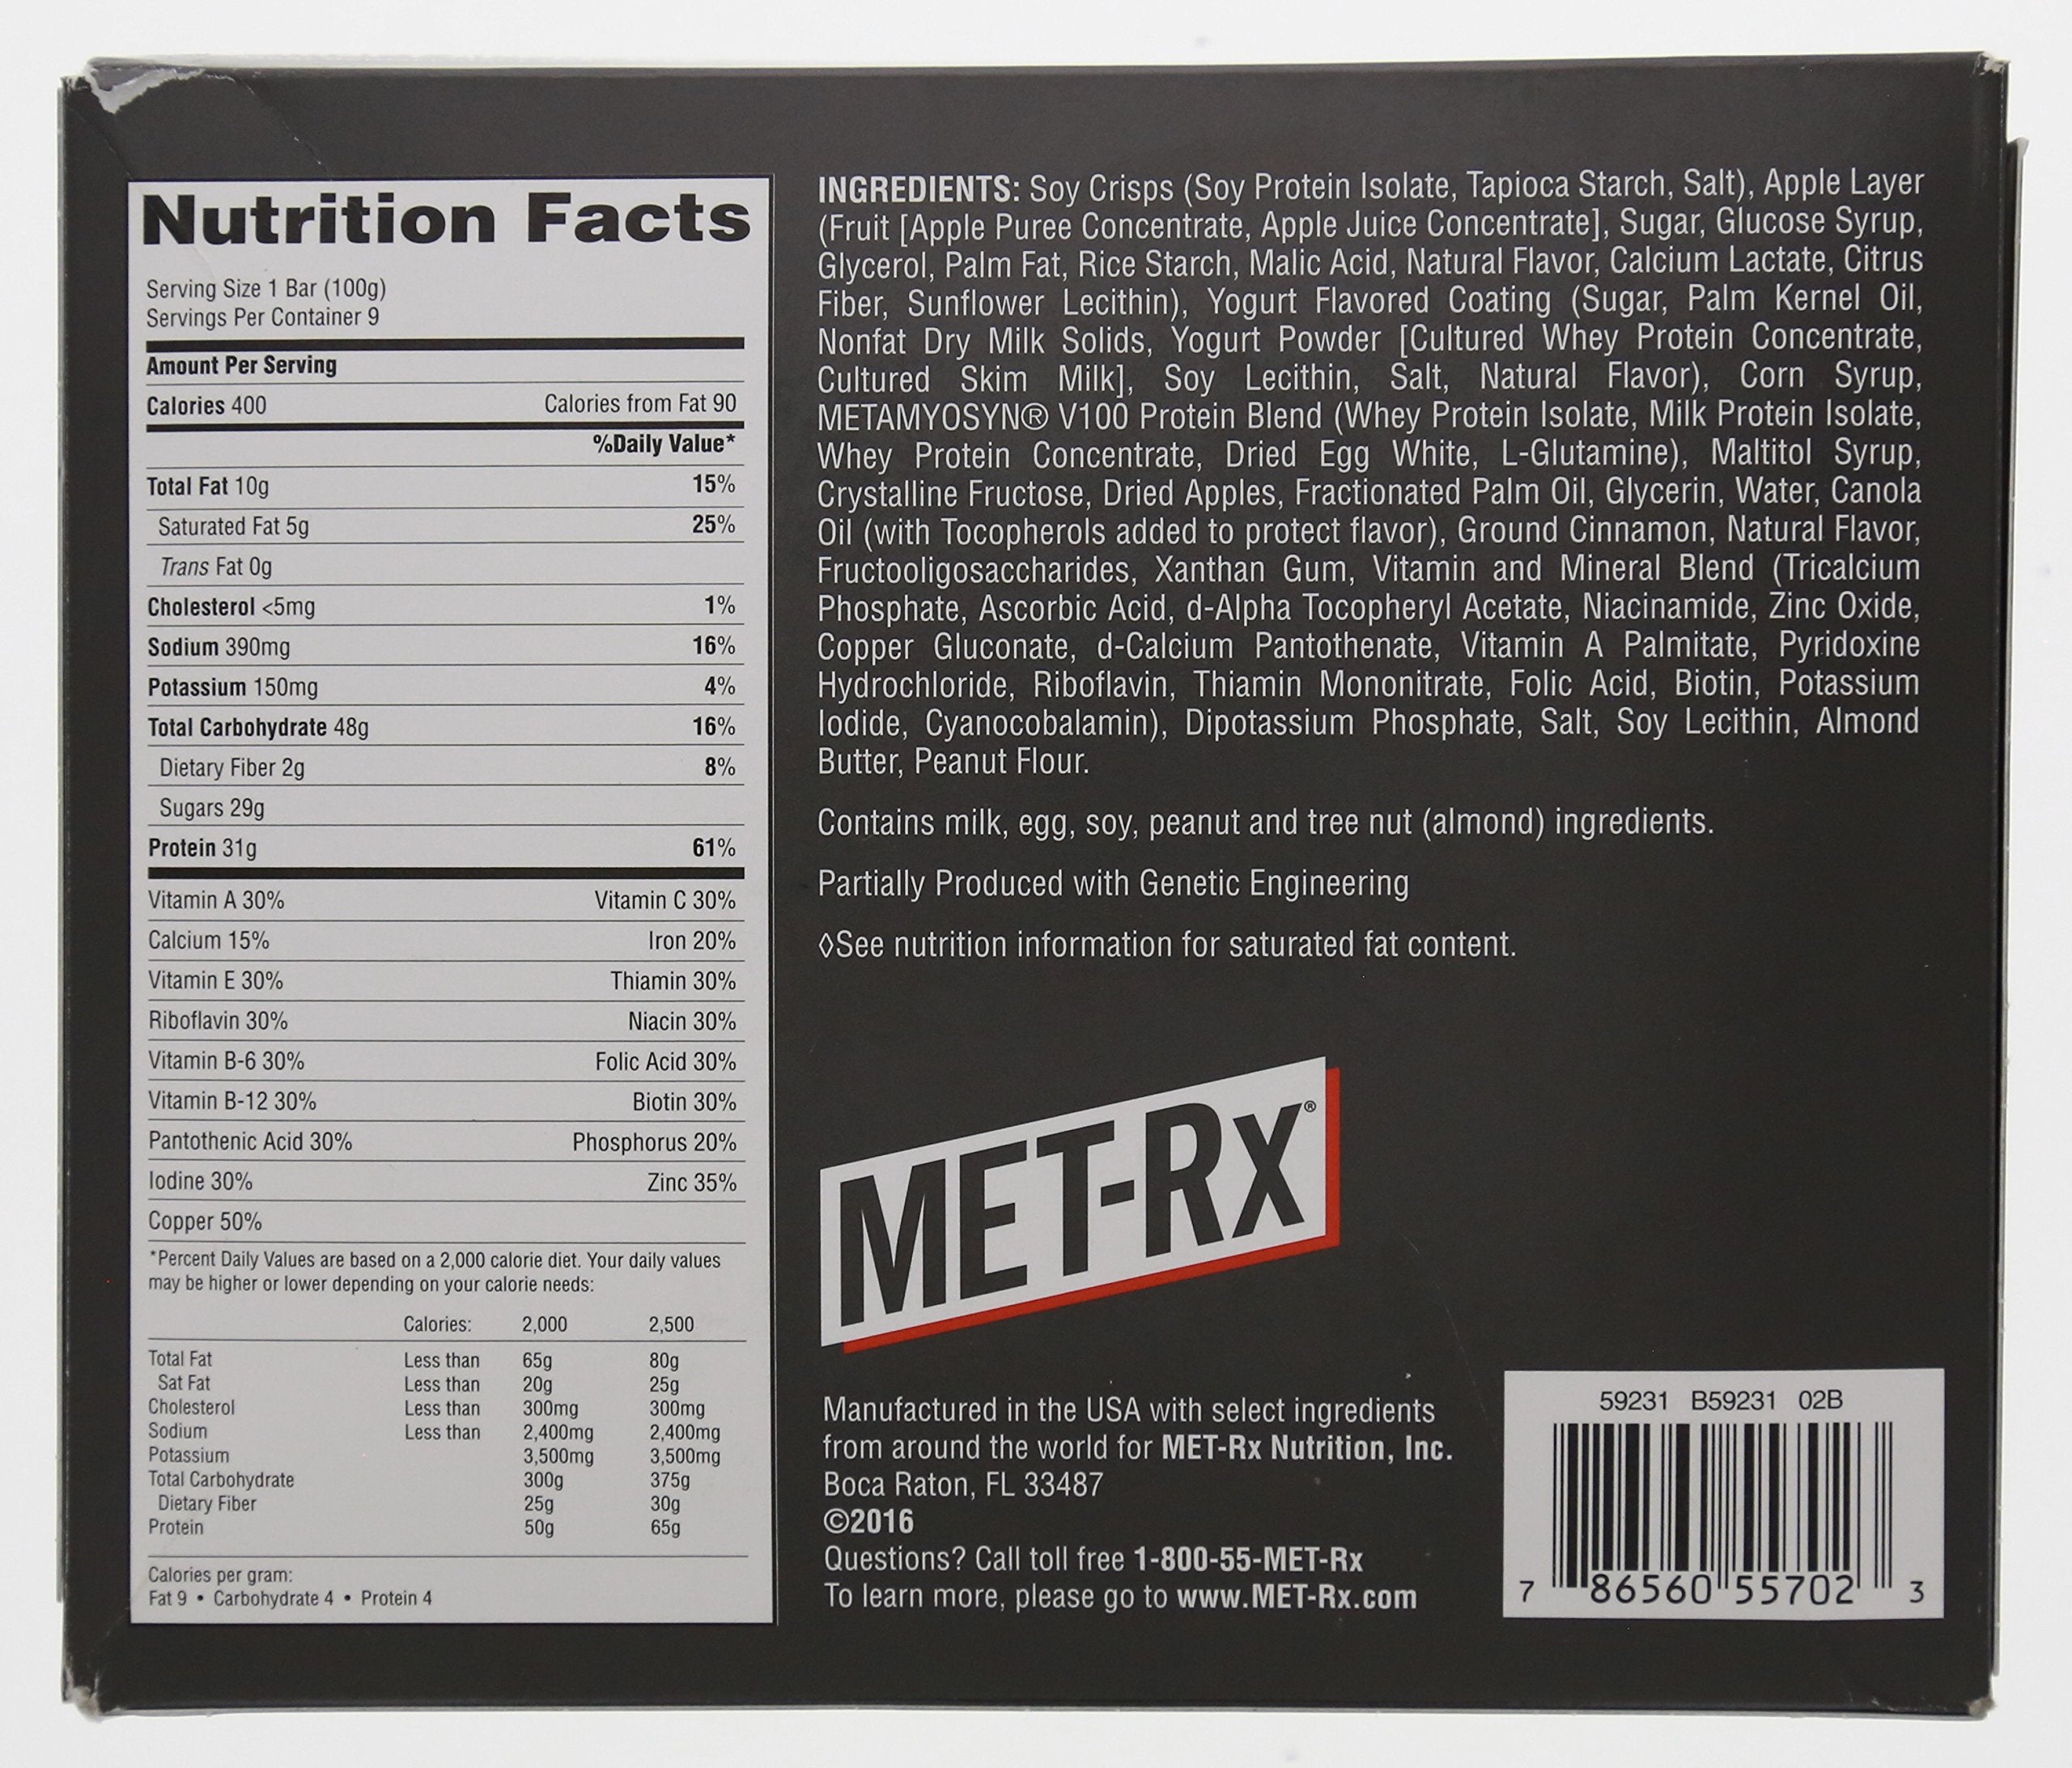 Nutrition Facts
Serving Size 1 Bar (100g)
Servings Per Container 9
Amount Per Serving
Calories 400 Calories from Fat 90
%Daily Value*
Total Fat 10g 15%
Saturated Fat 5g 25%
Trans Fat 0g
Cholesterol <5mg 1%
Sodium 390mg 16%
Potassium 150mg 4%
Total Carbohydrate 48g 16%
Dietary Fiber 2g 8%
Sugars 29g
Protein 31g 61%
Vitamin A 30% Vitamin C 30%
Calcium 15% Iron 20%
Vitamin E 30% Thiamin 30%
Riboflavin 30% Niacin 30%
Vitamin B-6 30% Folic Acid 30%
Vitamin B-12 30% Biotin 30%
Pantothenic Acid 30% Phosphorus 20%
Iodine 30% Zinc 35%
Copper 50%
*Percent Daily Values are based on a 2,000 calorie diet. Your daily values
may be higher or lower depending on your calorie needs:
Calories: 2,000 2,500
Total Fat Less than 65g 80g
Sat Fat Less than 20g 25g
Cholesterol Less than 300mg 300mg
Sodium Less than 2,400mg 2,400mg
Potassium 3,500mg 3,500mg
Total Carbohydrate 300g 375g
Dietary Fiber 25g 30g
Protein 50g 65g
Calories per gram:
Fat 9 • Carbohydrate 4 • Protein 4
INGREDIENTS: Soy Crisps (Soy Protein Isolate, Tapioca Starch, Salt), Apple Layer
(Fruit [Apple Puree Concentrate, Apple Juice Concentrate], Sugar, Glucose Syrup,
Glycerol, Palm Fat, Rice Starch, Malic Acid, Natural Flavor, Calcium Lactate, Citrus
Fiber, Sunflower Lecithin), Yogurt Flavored Coating (Sugar, Palm Kernel Oil,
Nonfat Dry Milk Solids, Yogurt Powder [Cultured Whey Protein Concentrate,
Cultured Skim Milk], Soy Lecithin, Salt, Natural Flavor), Corn Syrup,
METAMYOSYN® V100 Protein Blend (Whey Protein Isolate, Milk Protein Isolate,
Whey Protein Concentrate, Dried Egg White, L-Glutamine), Maltitol Syrup,
Crystalline Fructose, Dried Apples, Fractionated Palm Oil, Glycerin, Water, Canola
Oil (with Tocopherols added to protect flavor), Ground Cinnamon, Natural Flavor,
Fructooligosaccharides, Xanthan Gum, Vitamin and Mineral Blend (Tricalcium
Phosphate, Ascorbic Acid, d-Alpha Tocopheryl Acetate, Niacinamide, Zinc Oxide,
Copper Gluconate, d-Calcium Pantothenate, Vitamin A Palmitate, Pyridoxine
Hydrochloride, Riboflavin, Thiamin Mononitrate, Folic Acid, Biotin, Potassium
Iodide, Cyanocobalamin), Dipotassium Phosphate, Salt, Soy Lecithin, Almond
Butter, Peanut Flour.
Contains milk, egg, soy, peanut and tree nut (almond) ingredients.
Partially Produced with Genetic Engineering
◊See nutrition information for saturated fat content.
MET-Rx®
Manufactured in the USA with select ingredients
from around the world for MET-Rx Nutrition, Inc.
Boca Raton, FL 33487
©2016
Questions? Call toll free 1-800-55-MET-Rx
To learn more, please go to www.MET-Rx.com
59231 B59231 02B
7 86560 55702 3